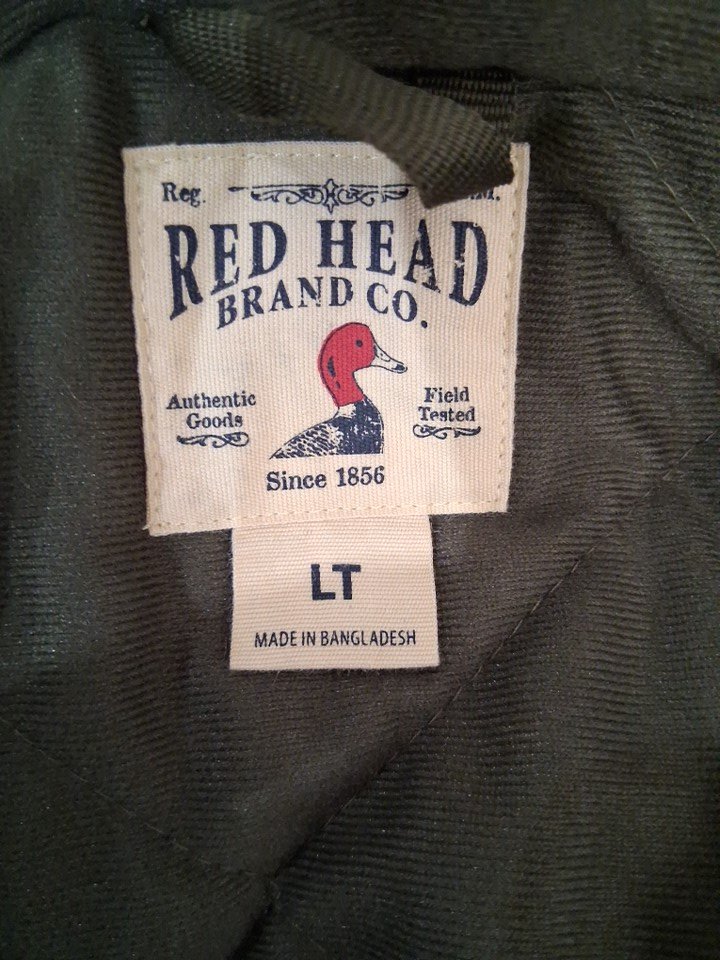 Reg.
RED HEAD
BRAND CO.
Authentic
Goods
Field
Tested
Since 1856
LT
MADE IN BANGLADESH